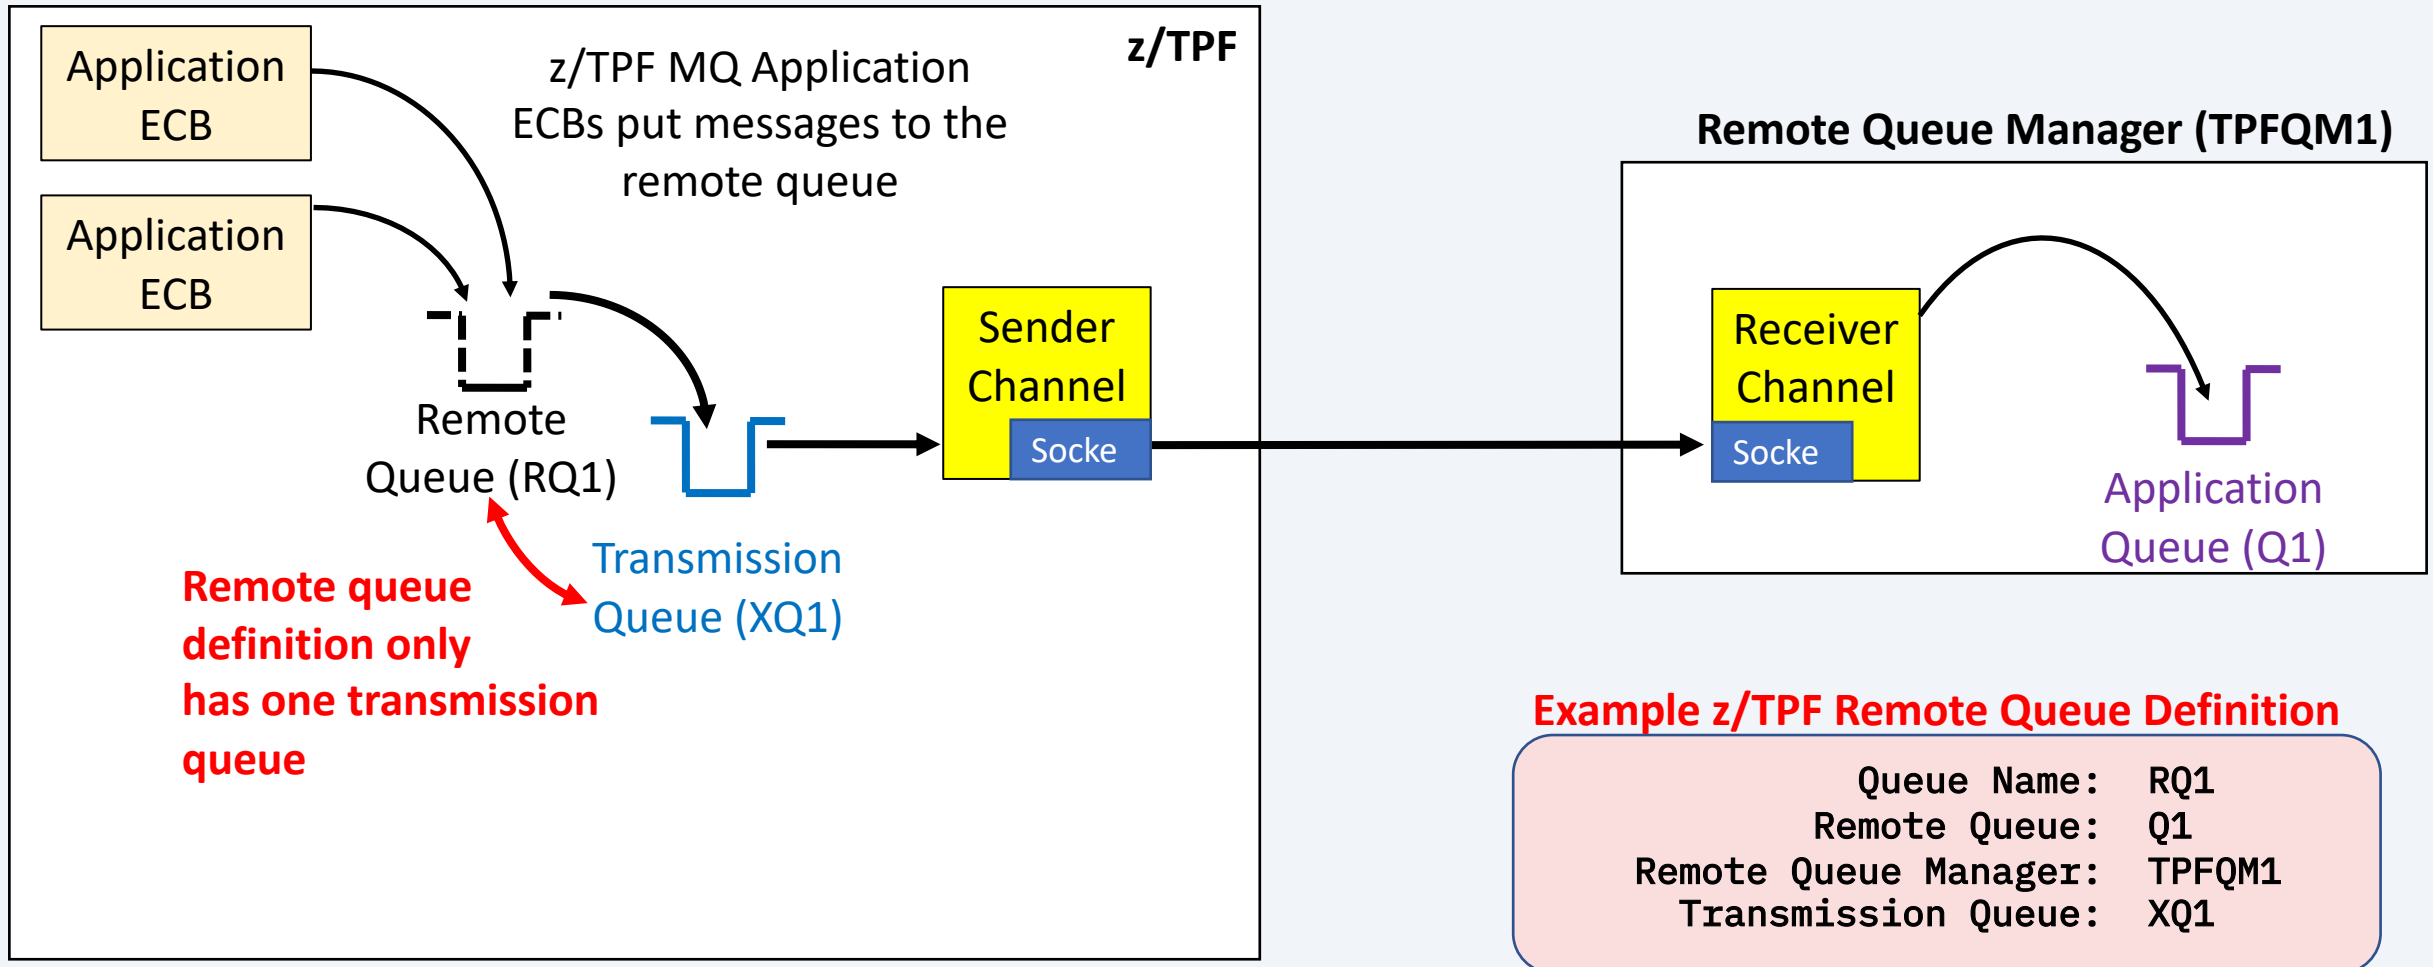 Application
ECB
z/TPF MQ Application
ECBs put messages to the
remote queue
z/TPF
Application
ECB
Remote
Queue (RQ1)
Transmission
Queue (XQ1)
Sender
Channel
Socke
Remote queue
definition only
has one transmission
queue
Remote Queue Manager (TPFQM1)
Receiver
Channel
Socke
Application
Queue (Q1)
Example z/TPF Remote Queue Definition
Queue Name: RQ1
Remote Queue: Q1
Remote Queue Manager: TPFQM1
Transmission Queue: XQ1